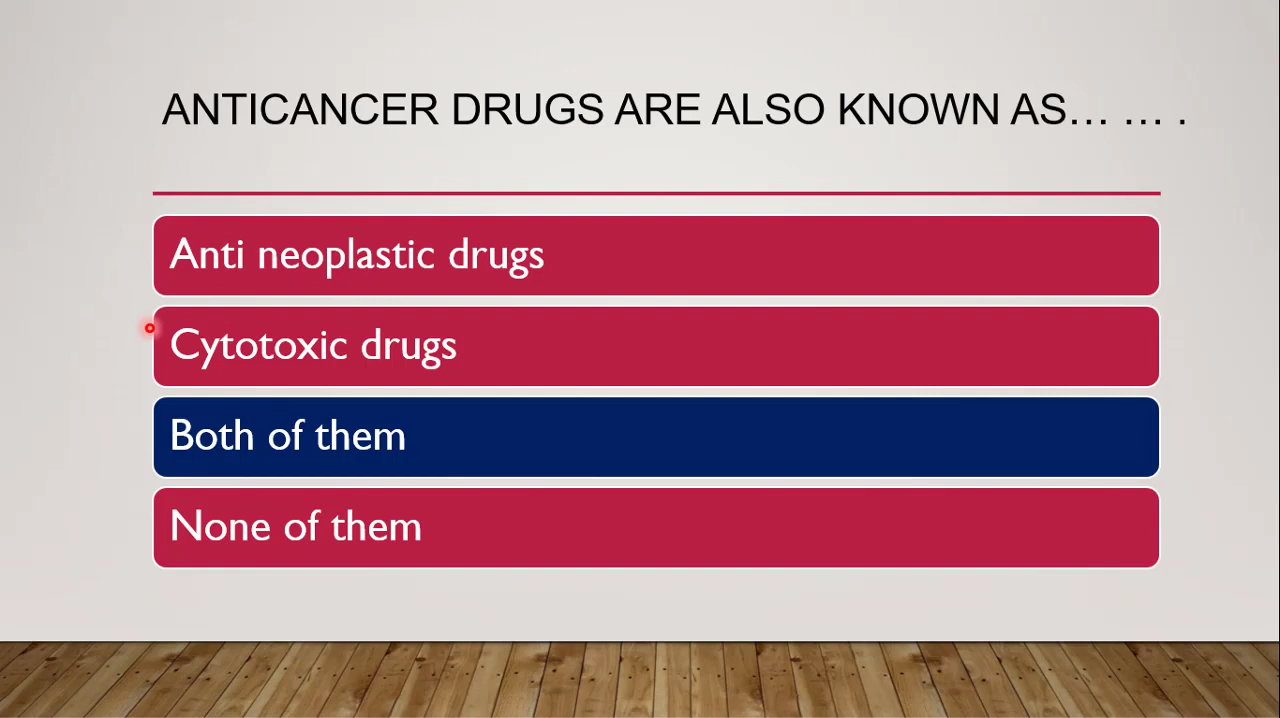 ANTICANCER DRUGS ARE ALSO KNOWN AS… … .
Anti neoplastic drugs
Cytotoxic drugs
Both of them
None of them